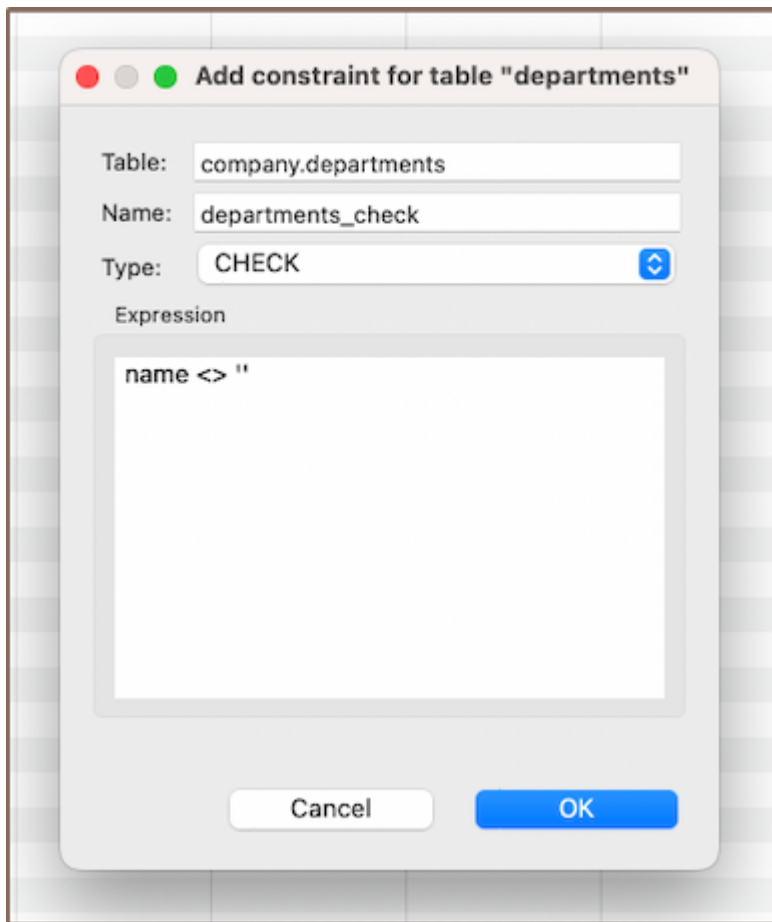 Add constraint for table "departments"
Table: company.departments
Name: departments_check
Type: CHECK
Expression
name <> ''
Cancel OK